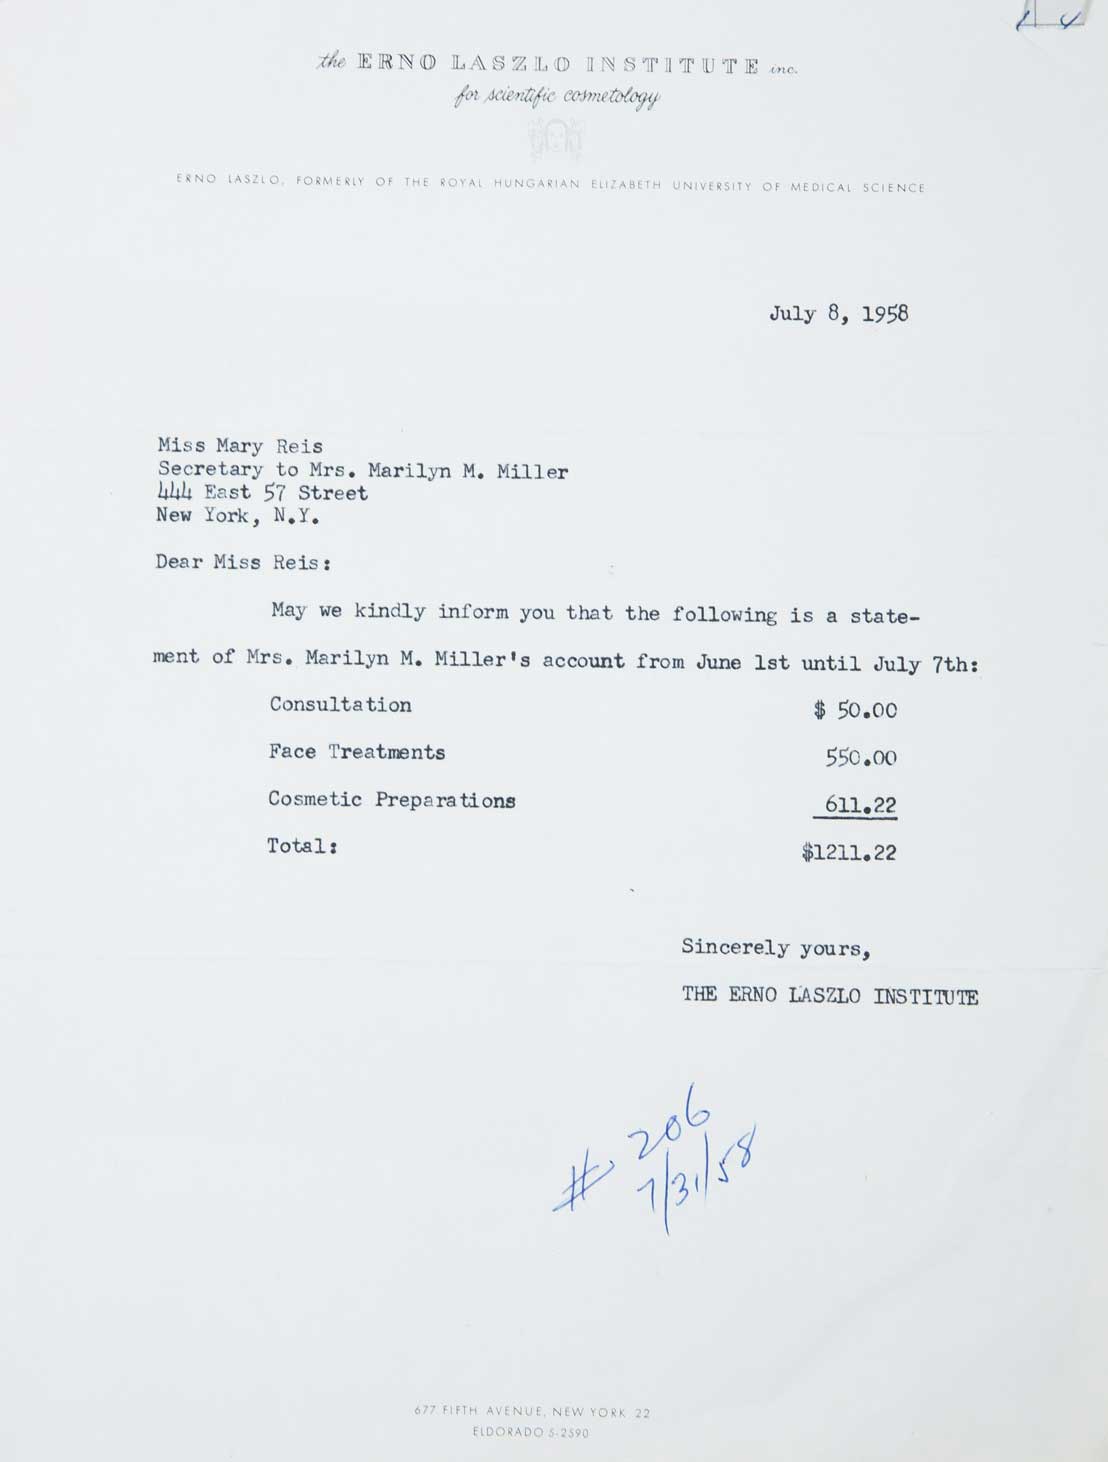 the ERNO LASZLO INSTITUTE inc.
for scientific cosmetology
ERNO LASZLO, FORMERLY OF THE ROYAL HUNGARIAN ELIZABETH UNIVERSITY OF MEDICAL SCIENCE
July 8, 1958
Miss Mary Reis
Secretary to Mrs. Marilyn M. Miller
444 East 57 Street
New York, N.Y.
Dear Miss Reis:
May we kindly inform you that the following is a state-
ment of Mrs. Marilyn M. Miller's account from June 1st until July 7th:
Consultation $ 50.00
Face Treatments 550.00
Cosmetic Preparations 611.22
Total: $1211.22
Sincerely yours,
THE ERNO LASZLO INSTITUTE
# 206
7/31/58
677 FIFTH AVENUE, NEW YORK 22
ELDORADO 5-2590